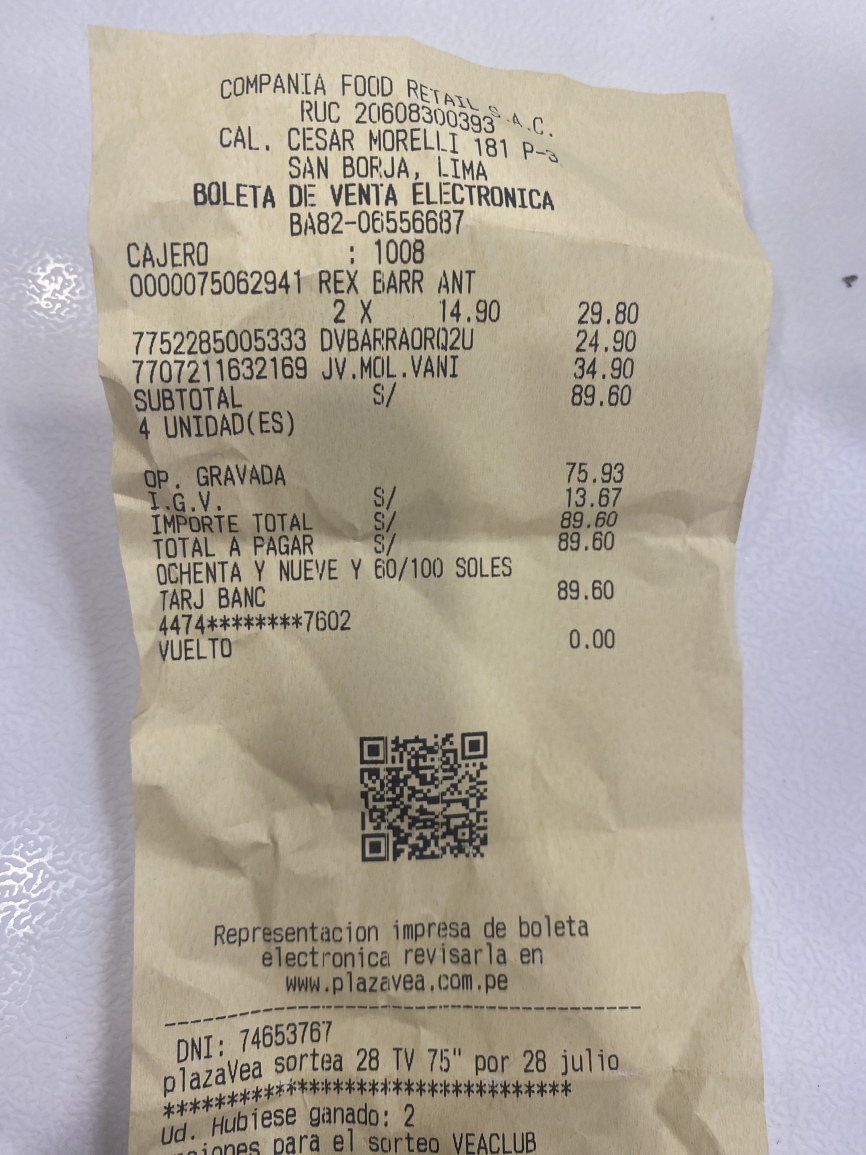 COMPANIA FOOD RETAIL S.A.C.
RUC 20608300393
CAL. CESAR MORELLI 181 P-3
SAN BORJA, LIMA
BOLETA DE VENTA ELECTRONICA
BA82-06556687
CAJERO : 1008
0000075062941 REX BARR ANT
2 X 14.90 29.80
7752285005333 DVBARRAORQ2U 24.90
7707211632169 JV.MOL.VANI 34.90
SUBTOTAL S/ 89.60
4 UNIDAD(ES)
OP. GRAVADA 75.93
I.G.V. S/ 13.67
IMPORTE TOTAL S/ 89.60
TOTAL A PAGAR S/ 89.60
OCHENTA Y NUEVE Y 60/100 SOLES
TARJ BANC 89.60
4474********7602
VUELTO 0.00
Representacion impresa de boleta
electronica revisarla en
www.plazavea.com.pe
DNI: 74653767
plazaVea sortea 28 TV 75" por 28 julio
***********************************
Ud. Hubiese ganado: 2
para el sorteo VEACLUB